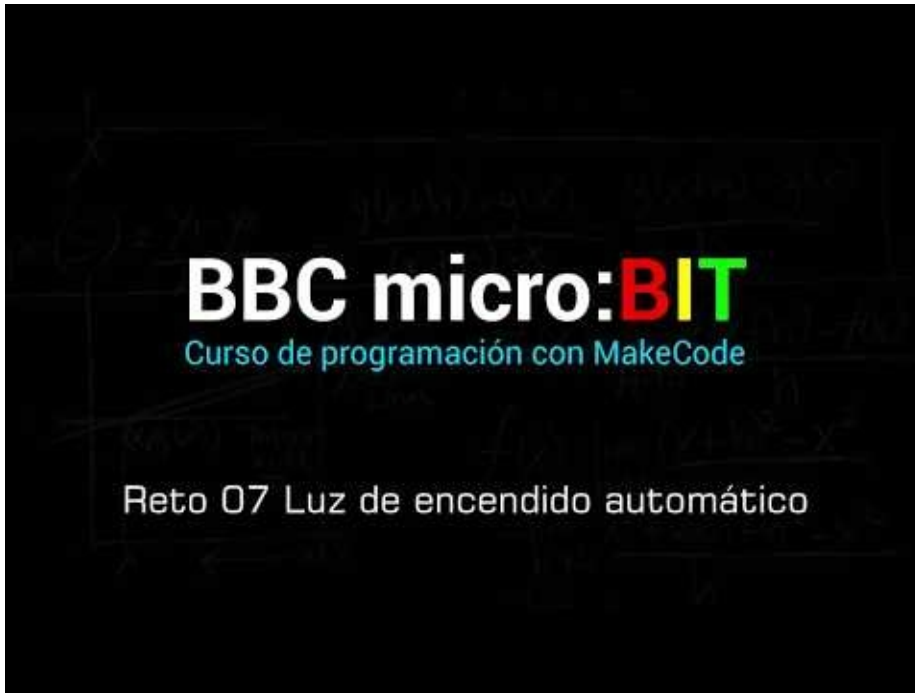 BBC micro:BIT
Curso de programación con MakeCode
Reto 07 Luz de encendido automático